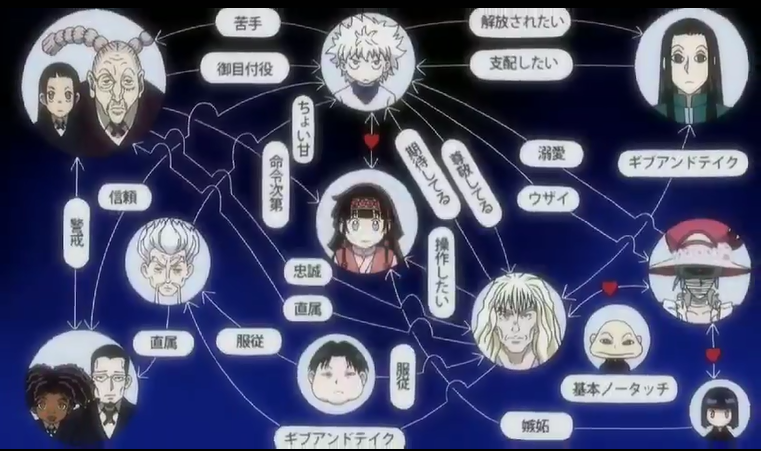 苦手
解放されたい
御目付役
支配したい
ちょい甘
期待してる
尊敬してる
溺愛
ギブアンドテイク
命令次第
信頼
ウザイ
警戒
操作したい
忠誠
直属
直属
服従
服従
基本ノータッチ
嫉妬
ギブアンドテイク